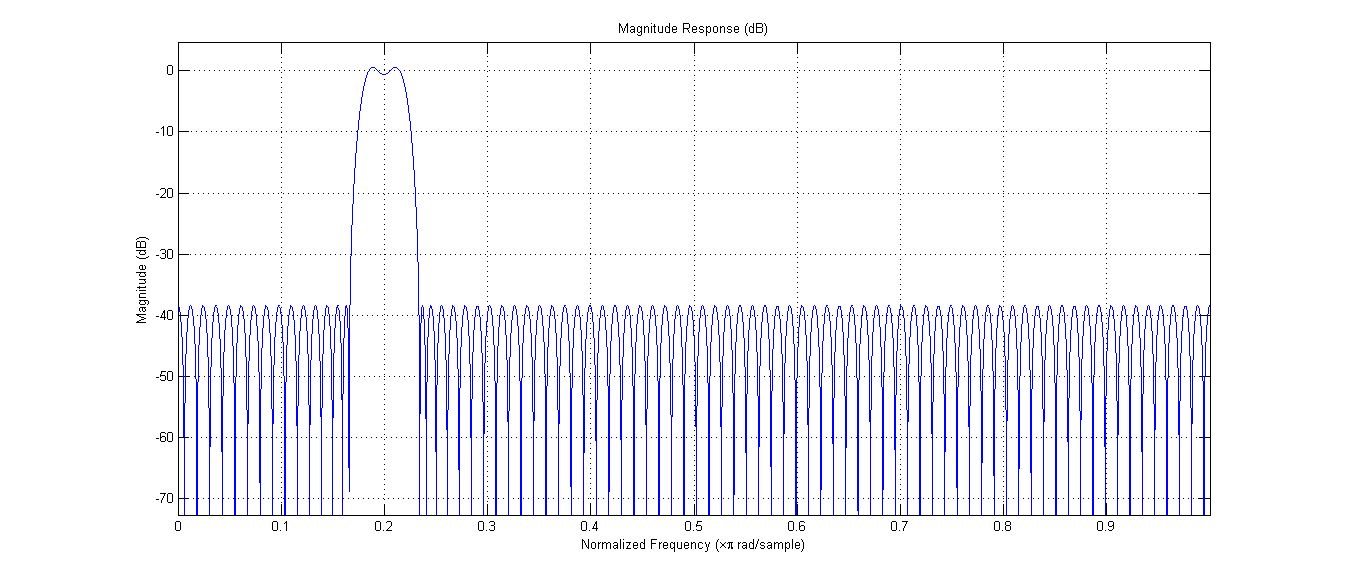 Magnitude Response (dB)
Magnitude (dB)
0
-10
-20
-30
-40
-50
-60
-70
0 0.1 0.2 0.3 0.4 0.5 0.6 0.7 0.8 0.9
Normalized Frequency (×π rad/sample)